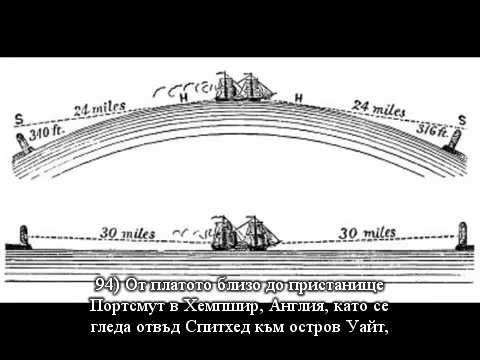 24 miles H H 24 miles
S S
340 ft. 316 ft.
30 miles 30 miles
94) От платото близо до пристанище
Портсмут в Хемпшир, Англия, като се
гледа отвъд Спитхед към остров Уайт,